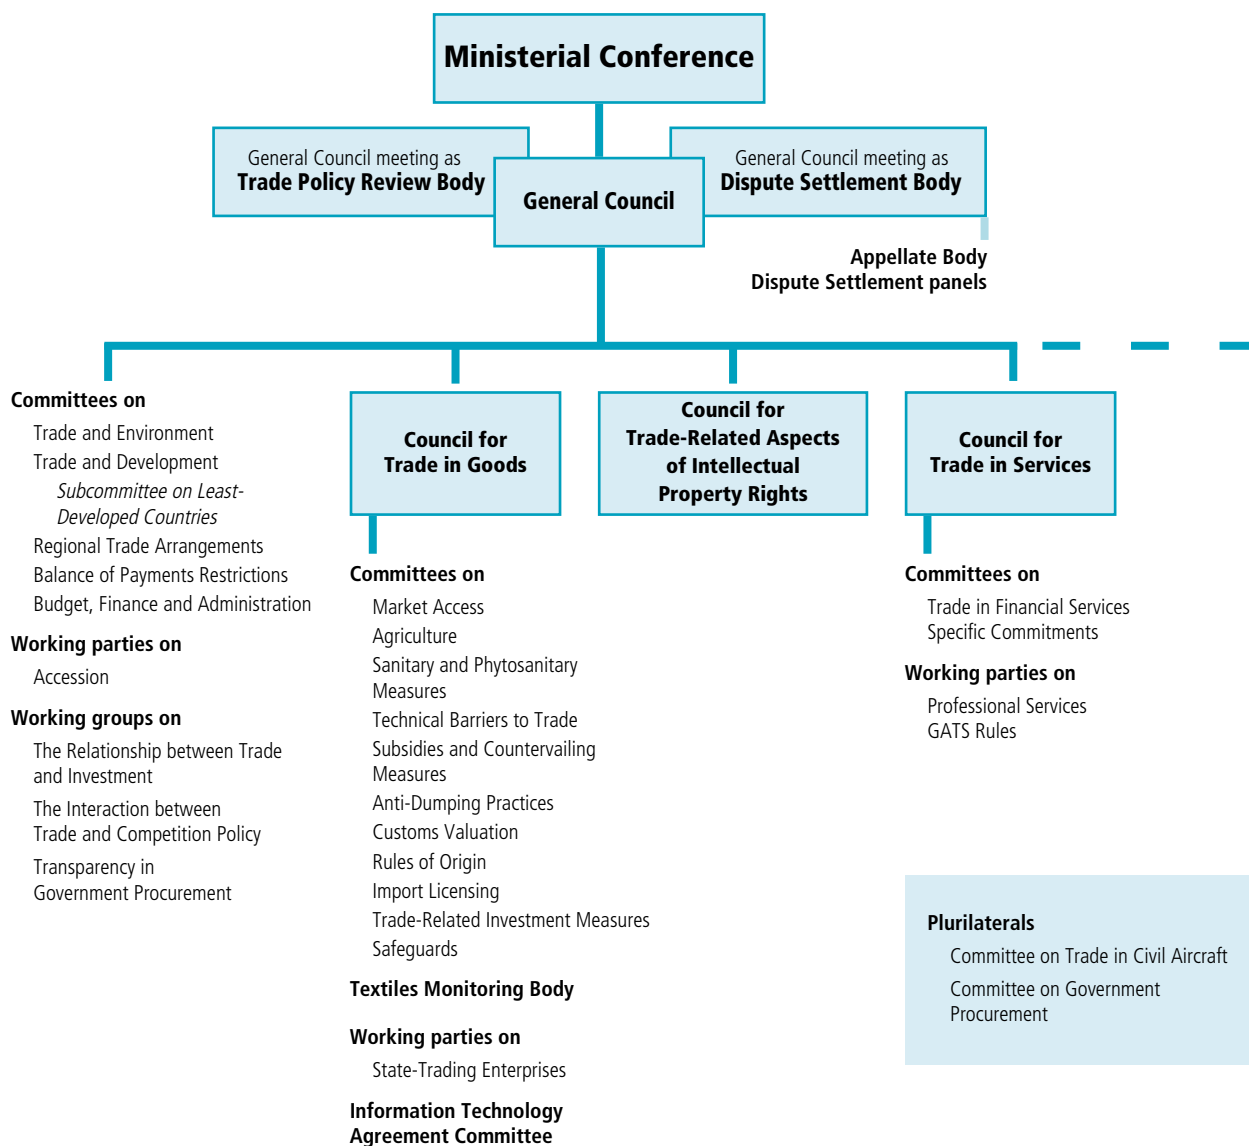 Ministerial Conference
General Council meeting as
Trade Policy Review Body
General Council
General Council meeting as
Dispute Settlement Body
Appellate Body
Dispute Settlement panels
Committees on
Trade and Environment
Trade and Development
Subcommittee on Least-
Developed Countries
Regional Trade Arrangements
Balance of Payments Restrictions
Budget, Finance and Administration
Working parties on
Accession
Working groups on
The Relationship between Trade
and Investment
The Interaction between
Trade and Competition Policy
Transparency in
Government Procurement
Council for
Trade in Goods
Committees on
Market Access
Agriculture
Sanitary and Phytosanitary
Measures
Technical Barriers to Trade
Subsidies and Countervailing
Measures
Anti-Dumping Practices
Customs Valuation
Rules of Origin
Import Licensing
Trade-Related Investment Measures
Safeguards
Textiles Monitoring Body
Working parties on
State-Trading Enterprises
Information Technology
Agreement Committee
Council for
Trade-Related Aspects
of Intellectual
Property Rights
Council for
Trade in Services
Committees on
Trade in Financial Services
Specific Commitments
Working parties on
Professional Services
GATS Rules
Plurilaterals
Committee on Trade in Civil Aircraft
Committee on Government
Procurement